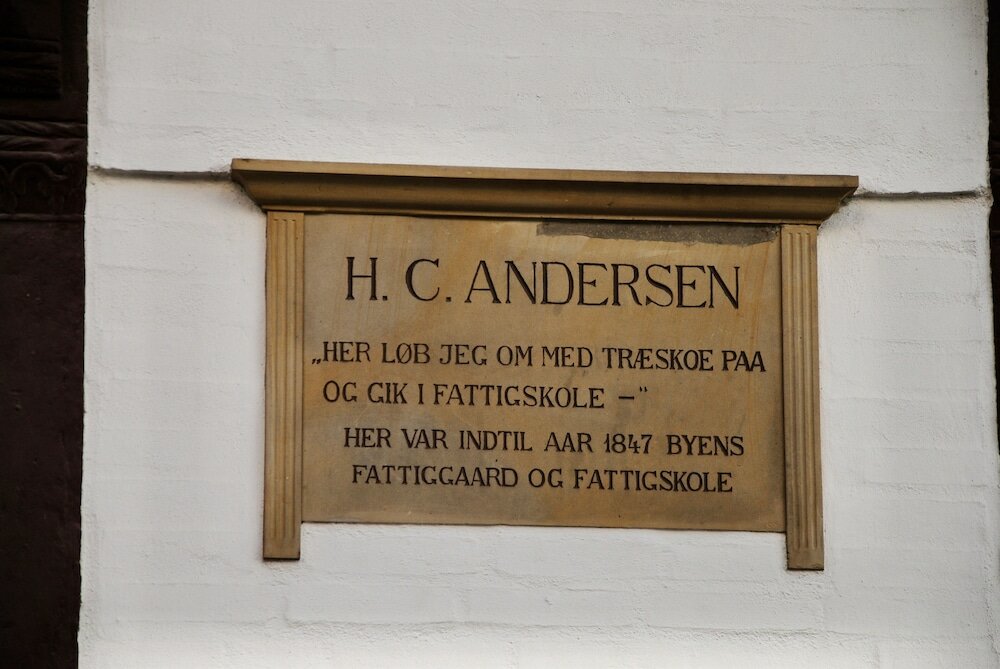 H. C. ANDERSEN
„HER LØB JEG OM MED TRÆSKOE PAA
OG GIK I FATTIGSKOLE –“
HER VAR INDTIL AAR 1847 BYENS
FATTIGGAARD OG FATTIGSKOLE